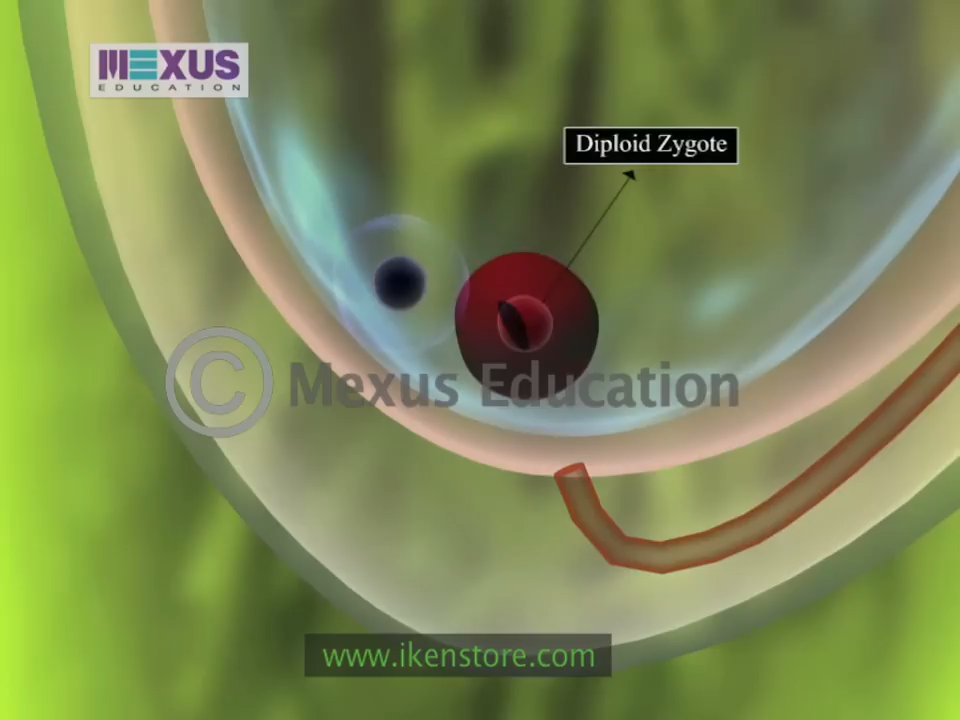 MEXUS
EDUCATION
Diploid Zygote
© Mexus Education
www.ikenstore.com